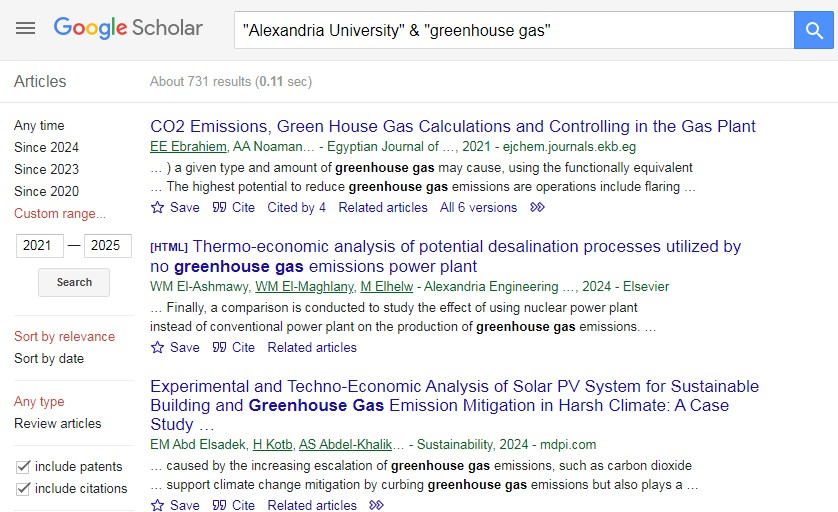 Google Scholar
"Alexandria University" & "greenhouse gas"
Articles
About 731 results (0.11 sec)
Any time
Since 2024
Since 2023
Since 2020
Custom range...
2021 — 2025
Search
Sort by relevance
Sort by date
Any type
Review articles
include patents
include citations
CO2 Emissions, Green House Gas Calculations and Controlling in the Gas Plant
EE Ebrahiem, AA Noaman… - Egyptian Journal of …, 2021 - ejchem.journals.ekb.eg
… ) a given type and amount of greenhouse gas may cause, using the functionally equivalent
… The highest potential to reduce greenhouse gas emissions are operations include flaring …
Save Cite Cited by 4 Related articles All 6 versions
[HTML] Thermo-economic analysis of potential desalination processes utilized by
no greenhouse gas emissions power plant
WM El-Ashmawy, WM El-Maghlany, M Elhelw - Alexandria Engineering …, 2024 - Elsevier
… Finally, a comparison is conducted to study the effect of using nuclear power plant
instead of conventional power plant on the production of greenhouse gas emissions. …
Save Cite Related articles
Experimental and Techno-Economic Analysis of Solar PV System for Sustainable
Building and Greenhouse Gas Emission Mitigation in Harsh Climate: A Case
Study …
EM Abd Elsadek, H Kotb, AS Abdel-Khalik… - Sustainability, 2024 - mdpi.com
… caused by the increasing escalation of greenhouse gas emissions, such as carbon dioxide
… support climate change mitigation by curbing greenhouse gas emissions but also plays a …
Save Cite Related articles